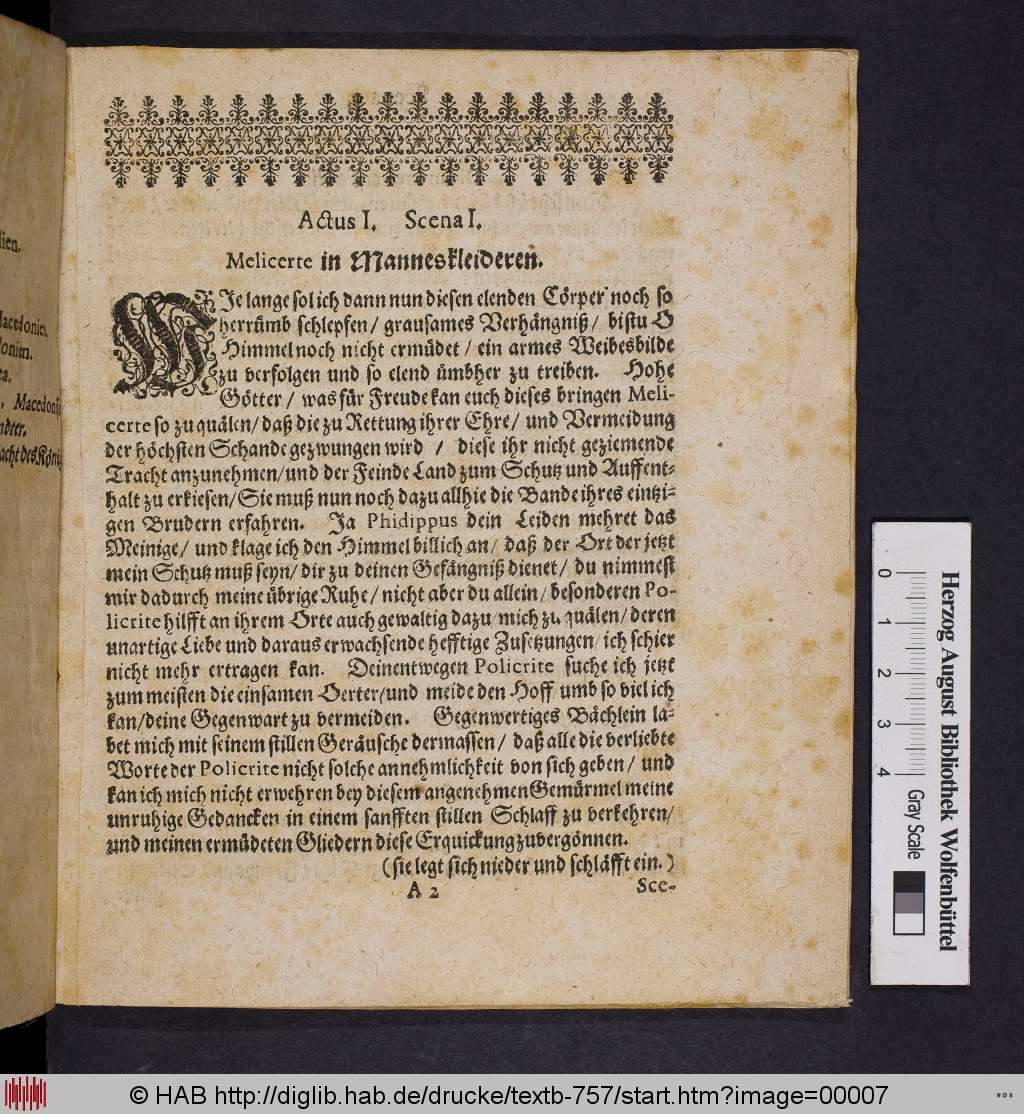 lien.
Macedonien.
donien.
ea.
, Macedoni
ndter.
acht des Köni
Actus I. Scena I.
Melicerte in Manneskleideren.
WIe lange sol ich dann nun diesen elenden Cörper noch so
herrümb schlepfen / grausames Verhängniß / bistu O
Himmel noch nicht ermüdet / ein armes Weibesbilde
zu verfolgen und so elend ümbher zu treiben. Hohe
Götter / was für Freude kan euch dieses bringen Meli-
certe so zu quälen / daß die zu Rettung ihrer Ehre / und Vermeidung
der höchsten Schande gezwungen wird / diese ihr nicht geziemende
Tracht anzunehmen / und der Feinde Land zum Schutz und Auffent-
halt zu erkiesen / Sie muß nun noch dazu allhie die Bande ihres eintzi-
gen Brudern erfahren. Ja Phidippus dein Leiden mehret das
Meinige / und klage ich den Himmel billich an / daß der Ort der jetzt
mein Schutz muß seyn / dir zu deinen Gefängniß dienet / du nimmest
mir dadurch meine übrige Ruhe / nicht aber du allein / besonderen Po-
licrite hilfft an ihrem Orte auch gewaltig dazu / mich zu quälen / deren
unartige Liebe und daraus erwachsende hefftige Zusetzungen / ich schier
nicht mehr ertragen kan. Deinentwegen Policrite suche ich jetzt
zum meisten die einsamen Oerter / und meide den Hoff umb so viel ich
kan / deine Gegenwart zu vermeiden. Gegenwertiges Bächlein la-
bet mich mit seinem stillen Geräusche dermassen / daß alle die verliebte
Worte der Policrite nicht solche annehmlichkeit von sich geben / und
kan ich mich nicht erwehren bey diesem angenehmen Gemürmel meine
unruhige Gedancken in einem sanfften stillen Schlaff zu verkehren /
und meinen ermüdeten Gliedern diese Erquickung zuvergönnen.
(sie legt sich nieder und schläfft ein.)
A 2 Sce-
0 1 2 3 4
Herzog August Bibliothek Wolfenbüttel
Gray Scale
© HAB http://diglib.hab.de/drucke/textb-757/start.htm?image=00007